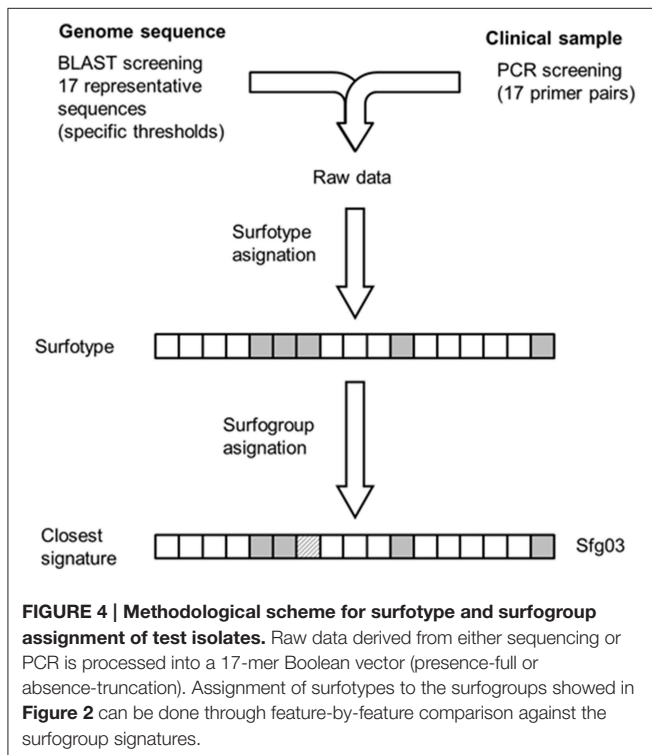 Genome sequence
BLAST screening
17 representative
sequences
(specific thresholds)
Clinical sample
PCR screening
(17 primer pairs)
Raw data
Surfotype
asignation
Surfotype
Surfogroup
asignation
Closest
signature
Sfg03
FIGURE 4 | Methodological scheme for surfotype and surfogroup
assignment of test isolates. Raw data derived from either sequencing or
PCR is processed into a 17-mer Boolean vector (presence-full or
absence-truncation). Assignment of surfotypes to the surfogroups showed in
Figure 2 can be done through feature-by-feature comparison against the
surfogroup signatures.